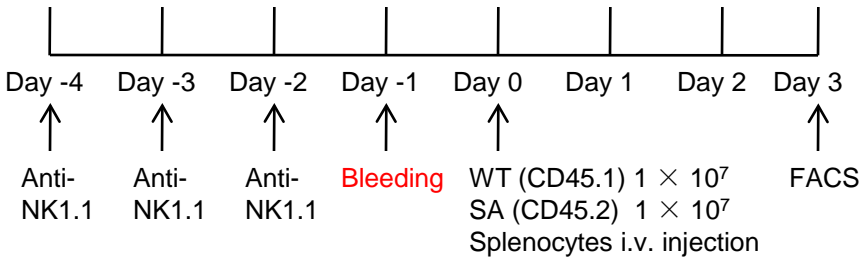 Day -4 Day -3 Day -2 Day -1 Day 0 Day 1 Day 2 Day 3
Anti- Anti- Anti- Bleeding WT (CD45.1) 1 × 10⁷ FACS
NK1.1 NK1.1 NK1.1 SA (CD45.2) 1 × 10⁷
Splenocytes i.v. injection